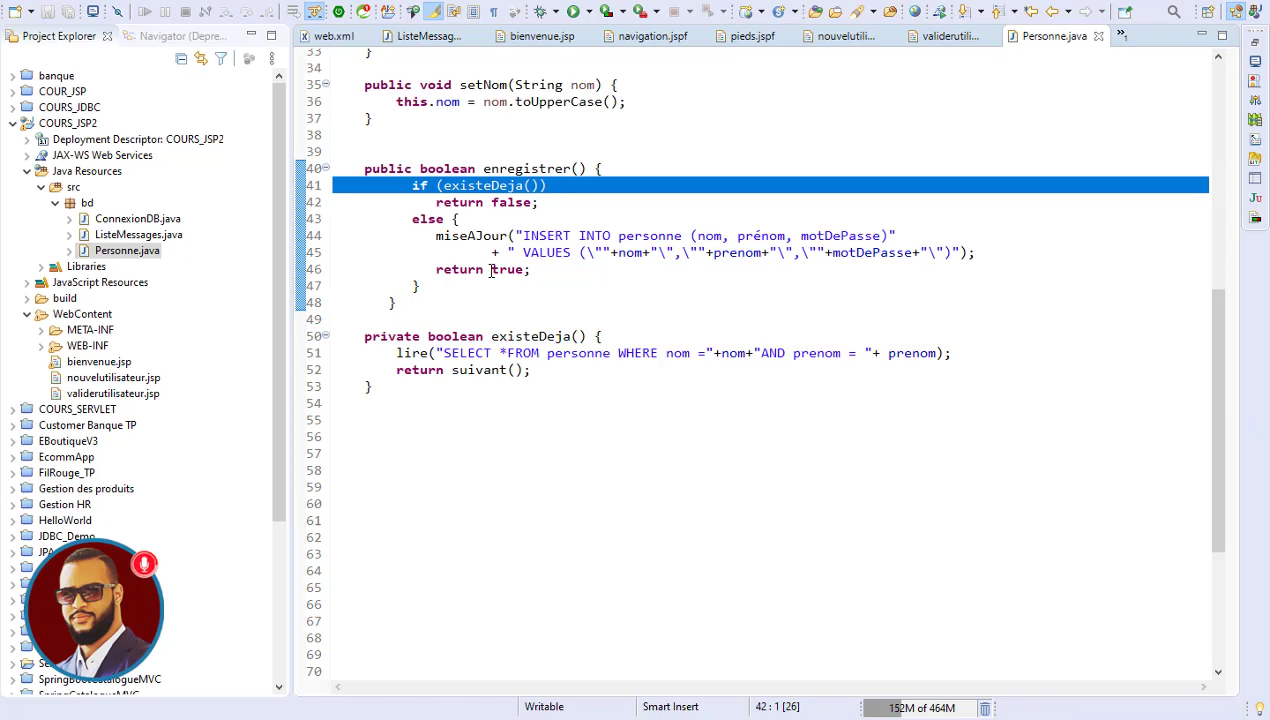 Project Explorer
Navigator (Depre...
web.xml
ListeMessag...
bienvenue.jsp
navigation.jspf
pieds.jspf
nouvelutili...
validerutili...
Personne.java
banque
COUR_JSP
COURS_JDBC
COURS_JSP2
Deployment Descriptor: COURS_JSP2
JAX-WS Web Services
Java Resources
src
bd
ConnexionDB.java
ListeMessages.java
Personne.java
Libraries
JavaScript Resources
build
WebContent
META-INF
WEB-INF
bienvenue.jsp
nouvelutilisateur.jsp
validerutilisateur.jsp
COURS_SERVLET
Customer Banque TP
EBoutiqueV3
EcommApp
FilRouge_TP
Gestion des produits
Gestion HR
HelloWorld
JDBC_Demo
SpringCatalogueMVC
33 }
34
35 public void setNom(String nom) {
36 this.nom = nom.toUpperCase();
37 }
38
39
40 public boolean enregistrer() {
41 if (existeDeja())
42 return false;
43 else {
44 miseAJour("INSERT INTO personne (nom, prénom, motDePasse)"
45 + " VALUES (\""+nom+"\",\""+prenom+"\",\""+motDePasse+"\")");
46 return true;
47 }
48 }
49
50 private boolean existeDeja() {
51 lire("SELECT *FROM personne WHERE nom ="+nom+"AND prenom = "+ prenom);
52 return suivant();
53 }
54
55
56
57
58
59
60
61
62
63
64
65
66
67
68
69
70
Writable
Smart Insert
42 : 1 [26]
152M of 464M